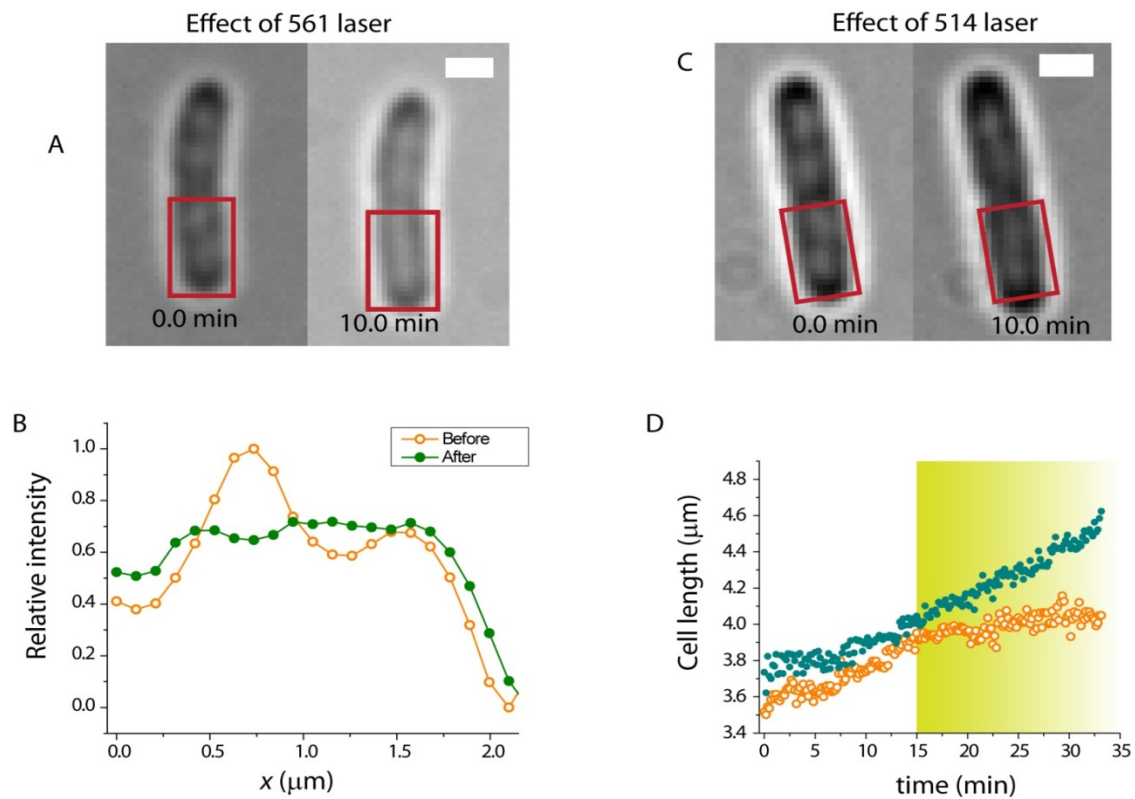 Effect of 561 laser
Effect of 514 laser
A
0.0 min
10.0 min
C
0.0 min
10.0 min
B
Before
After
1.0
0.8
0.6
0.4
0.2
0.0
Relative intensity
0.0
0.5
1.0
1.5
2.0
x (μm)
D
4.8
4.6
4.4
4.2
4.0
3.8
3.6
3.4
Cell length (μm)
0
5
10
15
20
25
30
35
time (min)